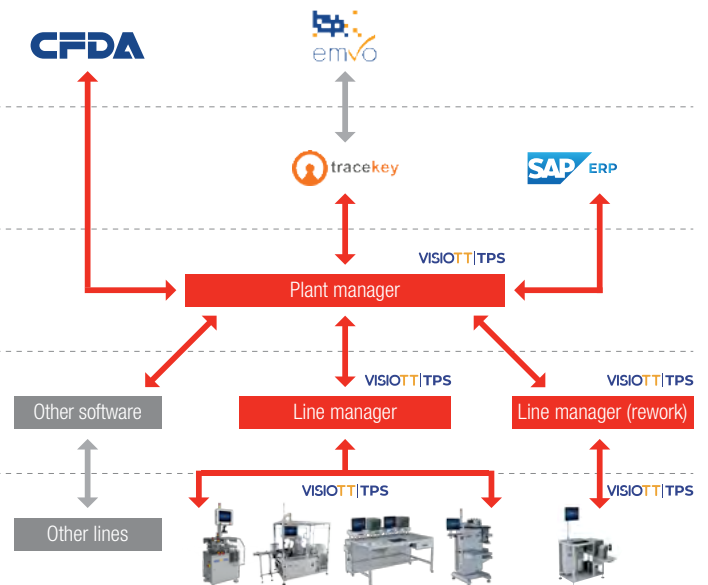 CFDA
emvo
tracekey
SAP ERP
VISIOTT|TPS
Plant manager
VISIOTT|TPS
VISIOTT|TPS
Other software
Line manager
Line manager (rework)
VISIOTT|TPS
VISIOTT|TPS
Other lines